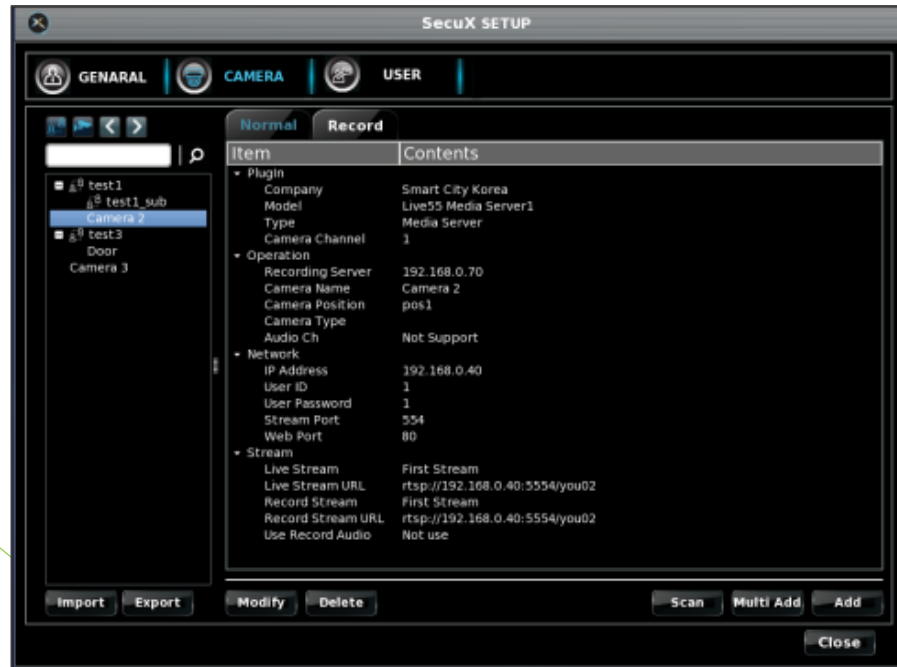 SecuX SETUP
GENARAL CAMERA USER
Normal Record
Item Contents
test1
test1_sub
Camera 2
test3
Door
Camera 3
Plugin
Company Smart City Korea
Model Live55 Media Server1
Type Media Server
Camera Channel 1
Operation
Recording Server 192.168.0.70
Camera Name Camera 2
Camera Position pos1
Camera Type
Audio Ch Not Support
Network
IP Address 192.168.0.40
User ID 1
User Password 1
Stream Port 554
Web Port 80
Stream
Live Stream First Stream
Live Stream URL rtsp://192.168.0.40:5554/you02
Record Stream First Stream
Record Stream URL rtsp://192.168.0.40:5554/you02
Use Record Audio Not use
Import Export Modify Delete Scan Multi Add Add
Close